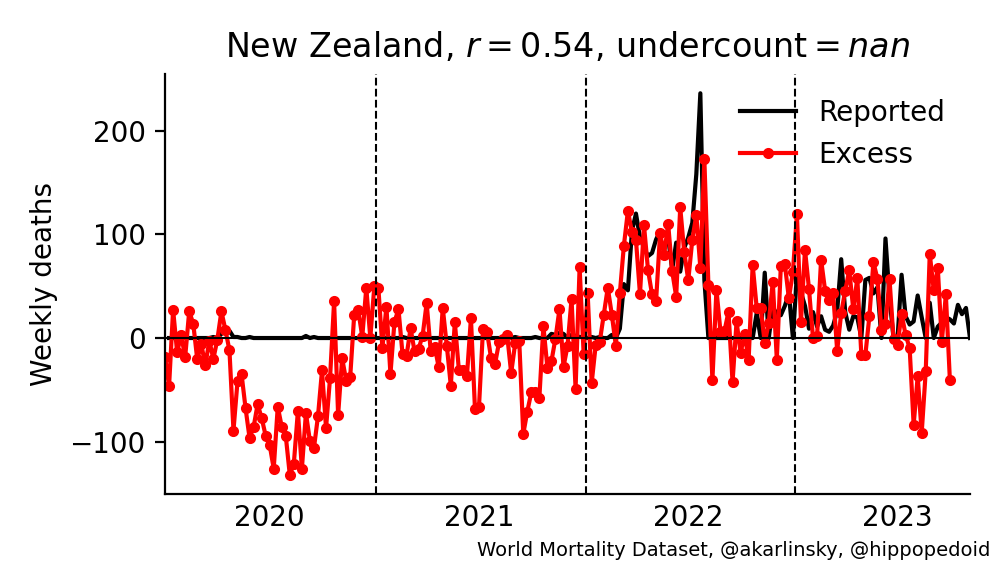 New Zealand, r = 0.54, undercount = nan
Reported
Excess
Weekly deaths
200
100
0
−100
2020 2021 2022 2023
World Mortality Dataset, @akarlinsky, @hippopedoid